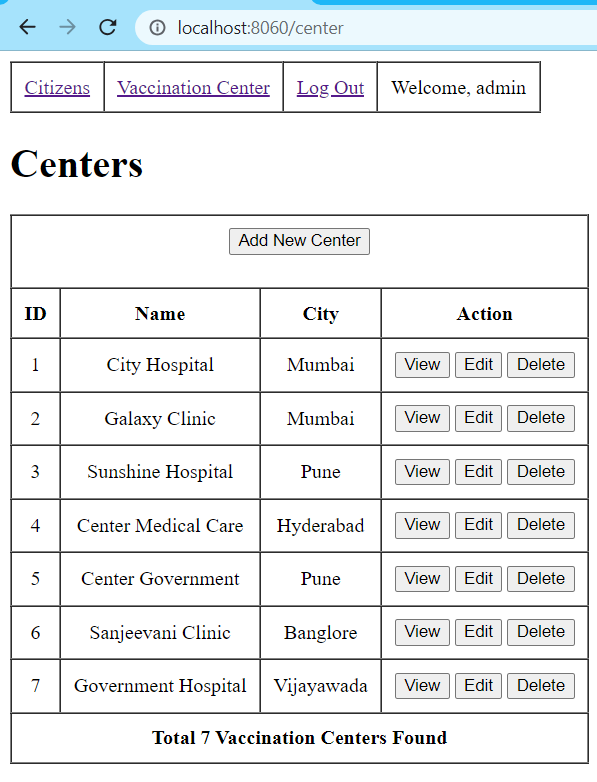 localhost:8060/center
Citizens Vaccination Center Log Out Welcome, admin
Centers
Add New Center
ID Name City Action
1 City Hospital Mumbai View Edit Delete
2 Galaxy Clinic Mumbai View Edit Delete
3 Sunshine Hospital Pune View Edit Delete
4 Center Medical Care Hyderabad View Edit Delete
5 Center Government Pune View Edit Delete
6 Sanjeevani Clinic Banglore View Edit Delete
7 Government Hospital Vijayawada View Edit Delete
Total 7 Vaccination Centers Found